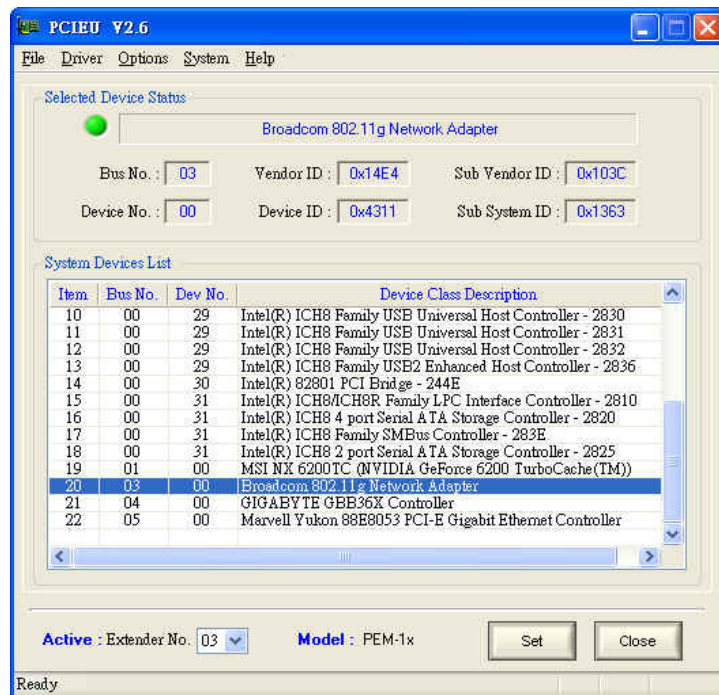 PCIEU V2.6
File Driver Options System Help
Selected Device Status
Broadcom 802.11g Network Adapter
Bus No. : 03 Vendor ID : 0x14E4 Sub Vendor ID : 0x103C
Device No. : 00 Device ID : 0x4311 Sub System ID : 0x1363
System Devices List
Item Bus No. Dev No. Device Class Description
10 00 29 Intel(R) ICH8 Family USB Universal Host Controller - 2830
11 00 29 Intel(R) ICH8 Family USB Universal Host Controller - 2831
12 00 29 Intel(R) ICH8 Family USB Universal Host Controller - 2832
13 00 29 Intel(R) ICH8 Family USB2 Enhanced Host Controller - 2836
14 00 30 Intel(R) 82801 PCI Bridge - 244E
15 00 31 Intel(R) ICH8/ICH8R Family LPC Interface Controller - 2810
16 00 31 Intel(R) ICH8 4 port Serial ATA Storage Controller - 2820
17 00 31 Intel(R) ICH8 Family SMBus Controller - 283E
18 00 31 Intel(R) ICH8 2 port Serial ATA Storage Controller - 2825
19 01 00 MSI NX 6200TC (NVIDIA GeForce 6200 TurboCache(TM))
20 03 00 Broadcom 802.11g Network Adapter
21 04 00 GIGABYTE GBB36X Controller
22 05 00 Marvell Yukon 88E8053 PCI-E Gigabit Ethernet Controller
Active : Extender No. 03 Model : PEM-1x Set Close
Ready